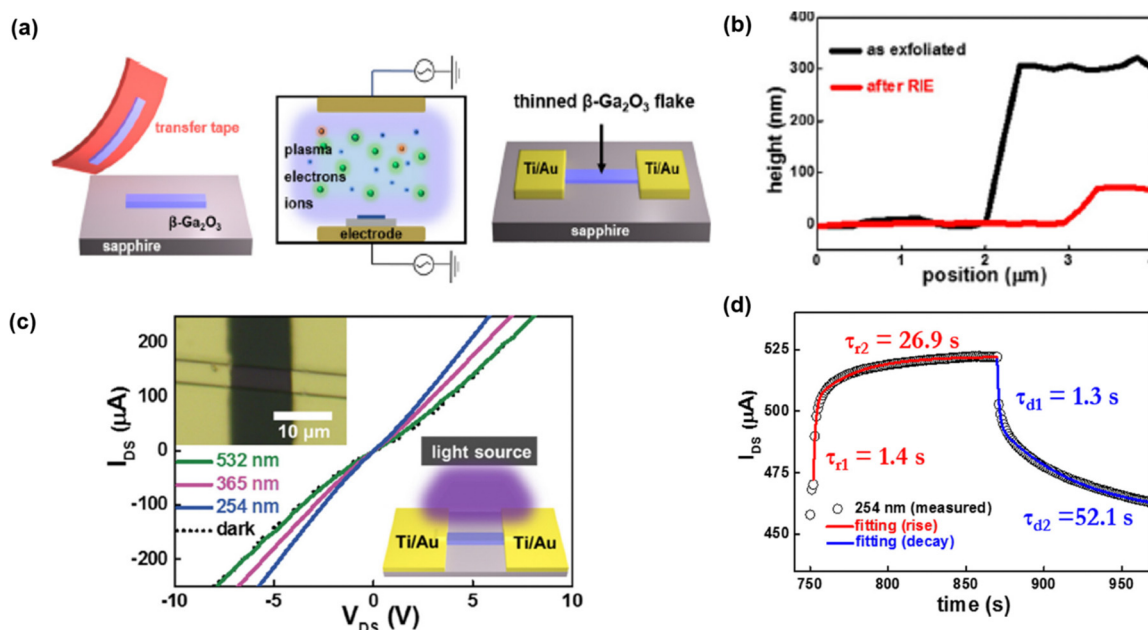 (a)
transfer tape
β-Ga₂O₃
sapphire
plasma
electrons
ions
electrode
thinned β-Ga₂O₃ flake
Ti/Au
Ti/Au
sapphire
(b)
400
300
200
100
0
height (nm)
as exfoliated
after RIE
0
1
2
3
position (μm)
(c)
200
100
0
-100
-200
I_DS (μA)
10 μm
532 nm
365 nm
254 nm
dark
light source
Ti/Au
Ti/Au
-10
-5
0
5
10
V_DS (V)
(d)
525
500
475
450
I_DS (μA)
τ_r2 = 26.9 s
τ_d1 = 1.3 s
τ_r1 = 1.4 s
τ_d2 =52.1 s
254 nm (measured)
fitting (rise)
fitting (decay)
750
800
850
900
950
time (s)